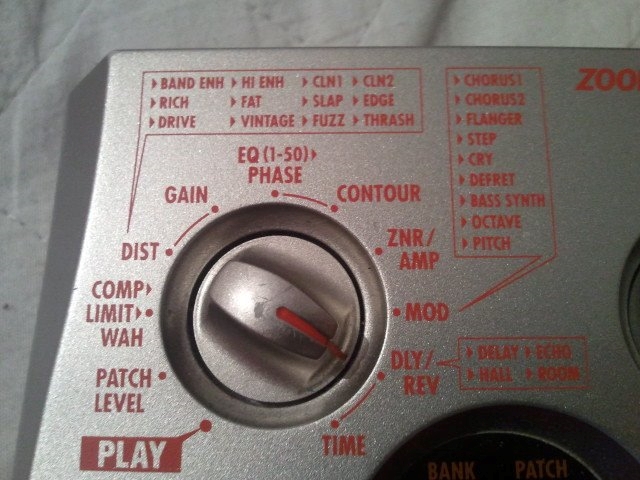 ▸BAND ENH ▸HI ENH ▸CLN1 ▸CLN2
▸RICH ▸FAT ▸SLAP ▸EDGE
▸DRIVE ▸VINTAGE ▸FUZZ ▸THRASH
▸CHORUS1
▸CHORUS2
▸FLANGER
▸STEP
▸CRY
▸DEFRET
▸BASS SYNTH
▸OCTAVE
▸PITCH
ZOO
EQ (1-50)▸
PHASE
GAIN
CONTOUR
DIST
ZNR/
AMP
COMP▸
LIMIT▸
WAH
MOD
PATCH
LEVEL
DLY/
REV
▸DELAY ▸ECHO
▸HALL ▸ROOM
PLAY
TIME
BANK PATCH